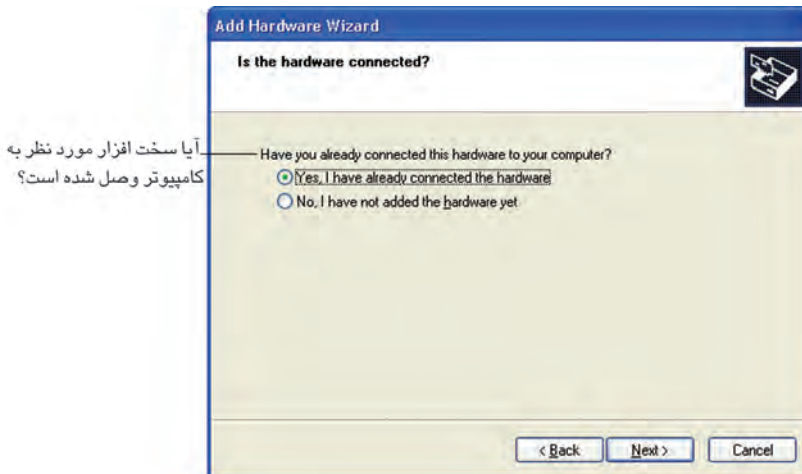 Add Hardware Wizard
Is the hardware connected?
آیا سخت افزار مورد نظر به
کامپیوتر وصل شده است؟
Have you already connected this hardware to your computer?
Yes, I have already connected the hardware
No, I have not added the hardware yet
< Back
Next >
Cancel